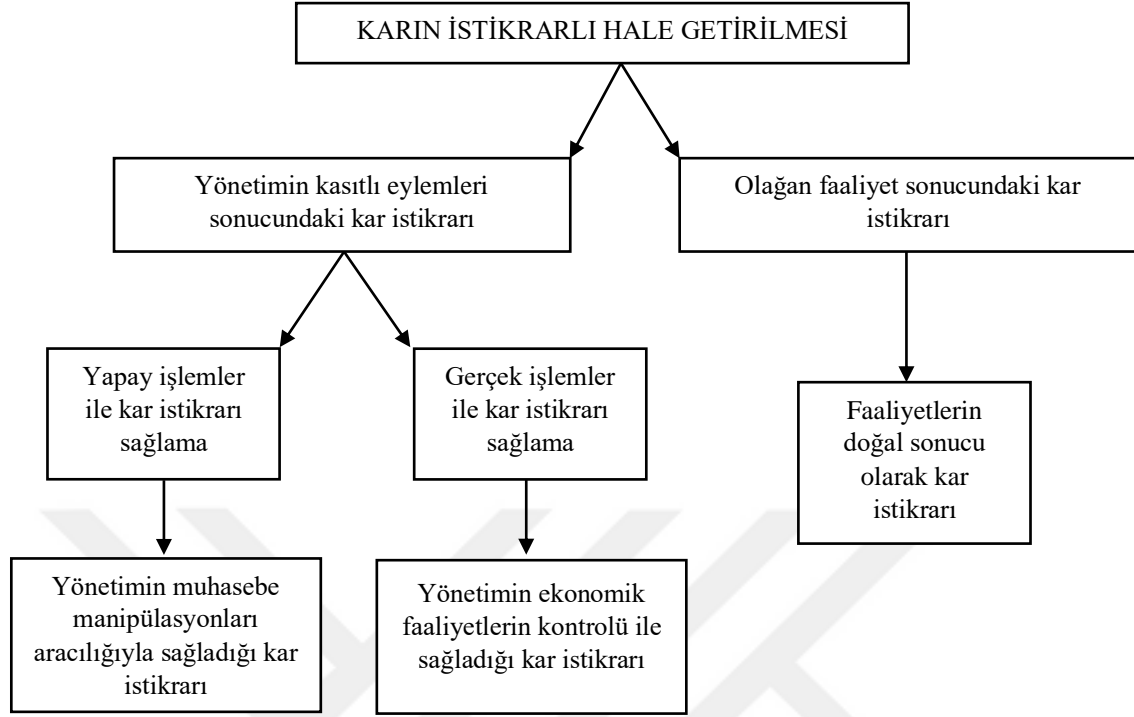 KARIN İSTİKRARLI HALE GETİRİLMESİ
Yönetimin kasıtlı eylemleri
sonucundaki kar istikrarı
Olağan faaliyet sonucundaki kar
istikrarı
Yapay işlemler
ile kar istikrarı
sağlama
Gerçek işlemler
ile kar istikrarı
sağlama
Faaliyetlerin
doğal sonucu
olarak kar
istikrarı
Yönetimin muhasebe
manipülasyonları
aracılığıyla sağladığı kar
istikrarı
Yönetimin ekonomik
faaliyetlerin kontrolü ile
sağladığı kar istikrarı